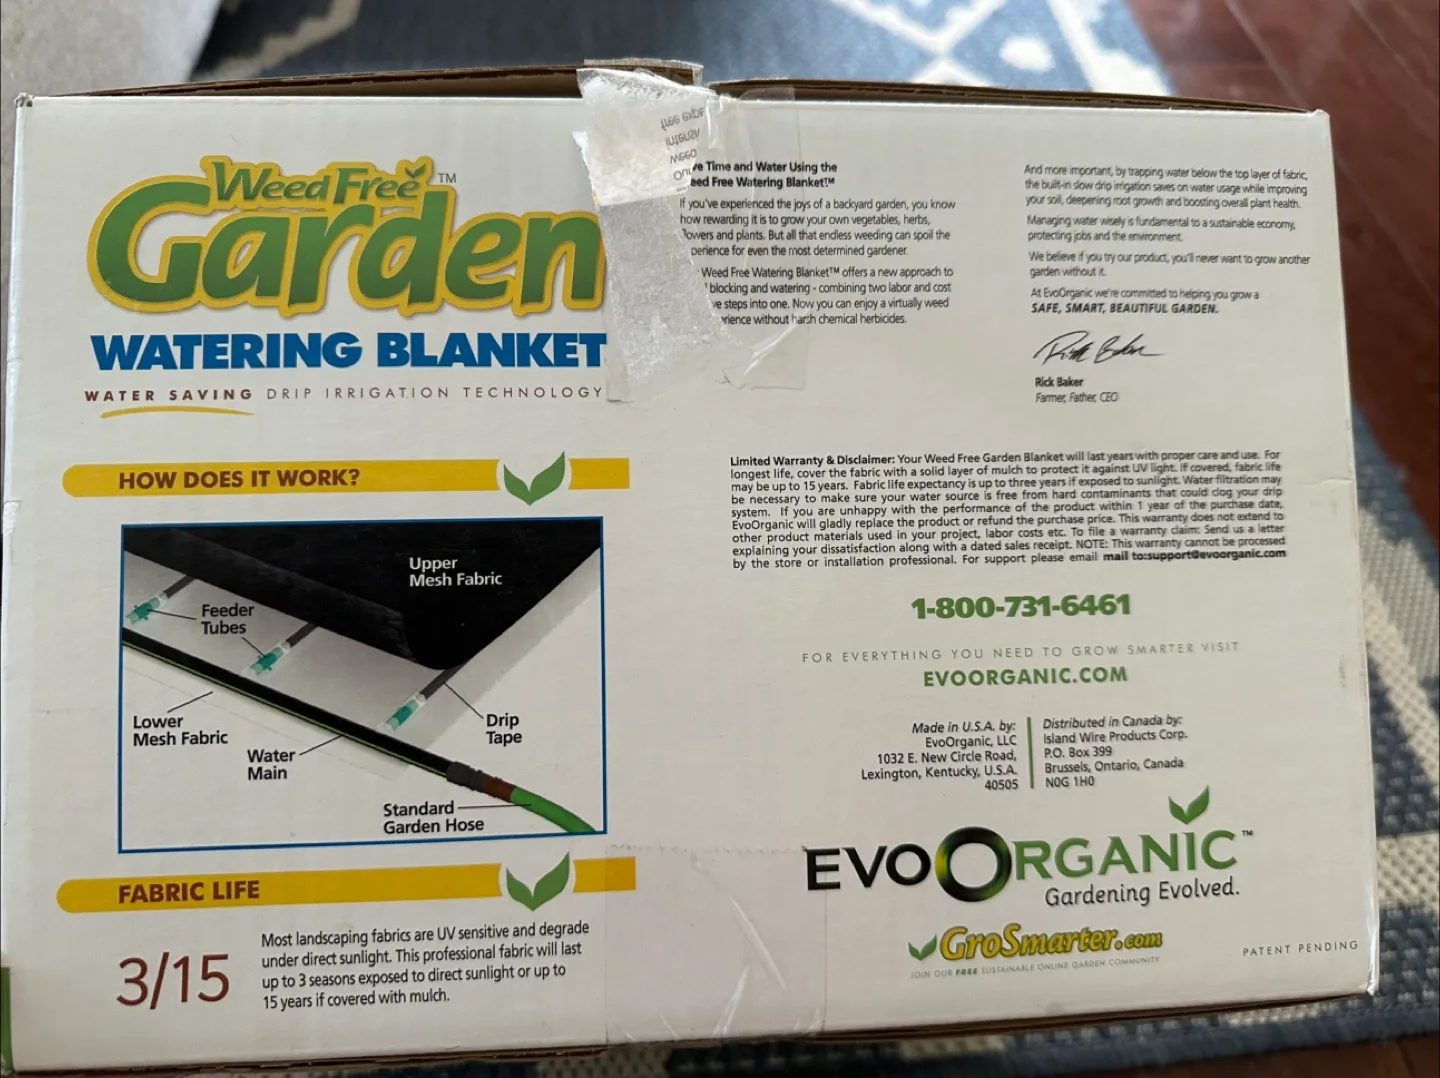 Weed Free™
Garden
WATERING BLANKET
WATER SAVING DRIP IRRIGATION TECHNOLOGY
HOW DOES IT WORK?
Upper
Mesh Fabric
Feeder
Tubes
Lower
Mesh Fabric
Water
Main
Drip
Tape
Standard
Garden Hose
FABRIC LIFE
3/15
Most landscaping fabrics are UV sensitive and degrade
under direct sunlight. This professional fabric will last
up to 3 seasons exposed to direct sunlight or up to
15 years if covered with mulch.
ve Time and Water Using the
eed Free Watering Blanket™
If you've experienced the joys of a backyard garden, you know
how rewarding it is to grow your own vegetables, herbs,
flowers and plants. But all that endless weeding can spoil the
perience for even the most determined gardener.
Weed Free Watering Blanket™ offers a new approach to
blocking and watering - combining two labor and cost
ve steps into one. Now you can enjoy a virtually weed
rience without harsh chemical herbicides.
And more important, by trapping water below the top layer of fabric,
the built-in slow drip irrigation saves on water usage while improving
your soil, deepening root growth and boosting overall plant health.
Managing water wisely is fundamental to a sustainable economy,
protecting jobs and the environment.
We believe if you try our product, you'll never want to grow another
garden without it.
At EvoOrganic we're committed to helping you grow a
SAFE, SMART, BEAUTIFUL GARDEN.
Rick Baker
Rick Baker
Farmer, Father, CEO
Limited Warranty & Disclaimer: Your Weed Free Garden Blanket will last years with proper care and use. For
longest life, cover the fabric with a solid layer of mulch to protect it against UV light. If covered, fabric life
may be up to 15 years. Fabric life expectancy is up to three years if exposed to sunlight. Water filtration may
be necessary to make sure your water source is free from hard contaminants that could clog your drip
system. If you are unhappy with the performance of the product within 1 year of the purchase date,
EvoOrganic will gladly replace the product or refund the purchase price. This warranty does not extend to
other product materials used in your project, labor costs etc. To file a warranty claim: Send us a letter
explaining your dissatisfaction along with a dated sales receipt. NOTE: This warranty cannot be processed
by the store or installation professional. For support please email mail to:support@evoorganic.com
1-800-731-6461
FOR EVERYTHING YOU NEED TO GROW SMARTER VISIT
EVOORGANIC.COM
Made in U.S.A. by:
EvoOrganic, LLC
1032 E. New Circle Road,
Lexington, Kentucky, U.S.A.
40505
Distributed in Canada by:
Island Wire Products Corp.
P.O. Box 399
Brussels, Ontario, Canada
N0G 1H0
EVOORGANIC™
Gardening Evolved.
GroSmarter.com
JOIN OUR FREE SUSTAINABLE ONLINE GARDEN COMMUNITY
PATENT PENDING